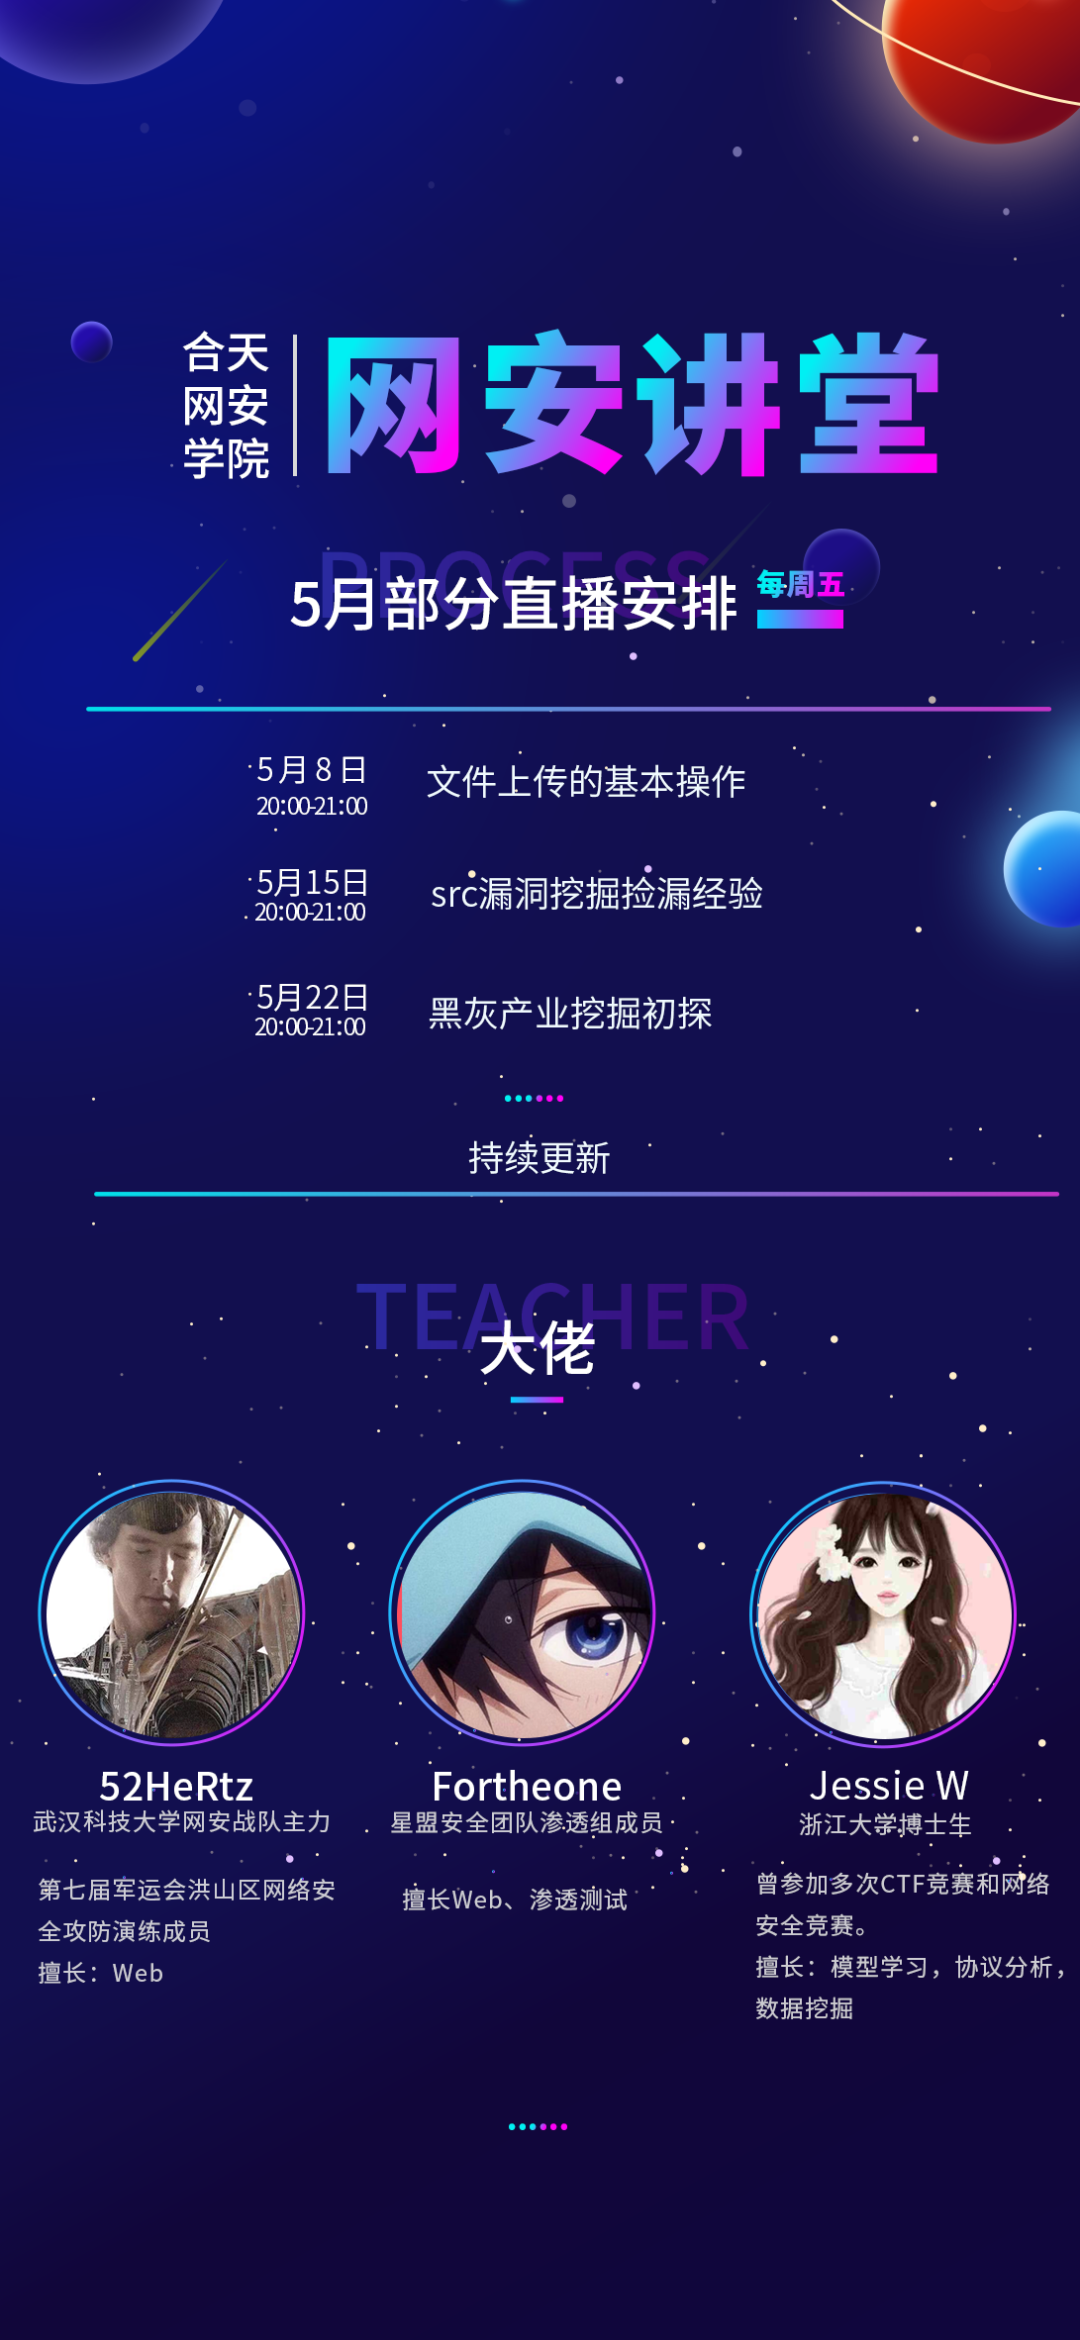 合天
网安
学院
网安讲堂
PROCESS
5月部分直播安排
每周五
5月8日
20:00-21:00
文件上传的基本操作
5月15日
20:00-21:00
src漏洞挖掘捡漏经验
5月22日
20:00-21:00
黑灰产业挖掘初探
持续更新
TEACHER
大佬
52HeRtz
武汉科技大学网安战队主力
第七届军运会洪山区网络安
全攻防演练成员
擅长：Web
Fortheone
星盟安全团队渗透组成员
擅长Web、渗透测试
Jessie W
浙江大学博士生
曾参加多次CTF竞赛和网络
安全竞赛。
擅长：模型学习，协议分析，
数据挖掘